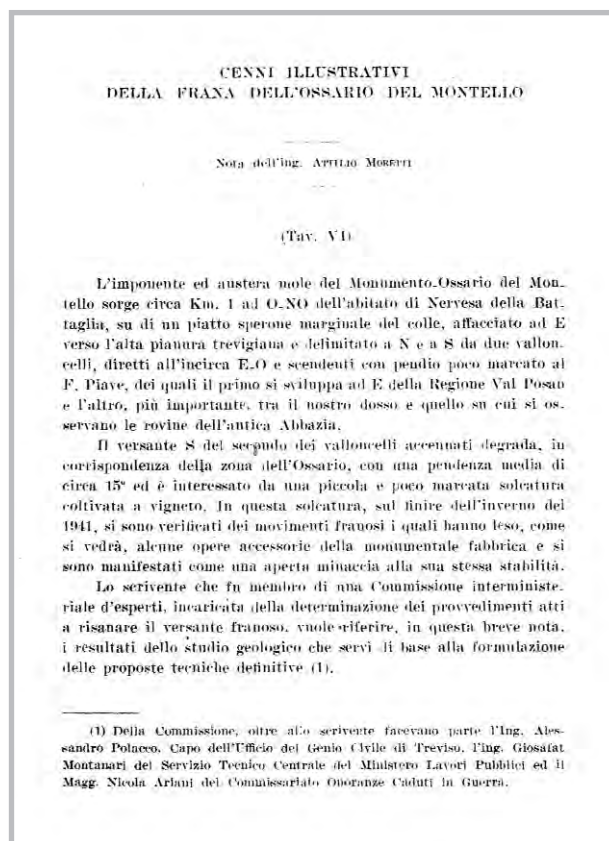 CENNI ILLUSTRATIVI
DELLA FRANA DELL'OSSARIO DEL MONTELLO
Nota dell'ing. ATTILIO MORETTI
(Tav. VI)
L'imponente ed austera mole del Monumento-Ossario del Mon-
tello sorge circa Km. 1 ad O-NO dell'abitato di Nervesa della Bat-
taglia, su di un piatto sperone marginale del colle, affacciato ad E
verso l'alta pianura trevigiana e delimitato a N e a S da due vallon-
celli, diretti all'incirca E-O e scendenti con pendio poco marcato al
F. Piave, dei quali il primo si sviluppa ad E della Regione Val Posan
e l'altro, più importante, tra il nostro dosso e quello su cui si os-
servano le rovine dell'antica Abbazia.
Il versante S del secondo dei valloncelli accennati degrada, in
corrispondenza della zona dell'Ossario, con una pendenza media di
circa 15° ed è interessato da una piccola e poco marcata solcatura
coltivata a vigneto. In questa solcatura, sul finire dell'inverno del
1941, si sono verificati dei movimenti franosi i quali hanno leso, come
si vedrà, alcune opere accessorie della monumentale fabbrica e si
sono manifestati come una aperta minaccia alla sua stessa stabilità.
Lo scrivente che fu membro di una Commissione interministe-
riale d'esperti, incaricata della determinazione dei provvedimenti atti
a risanare il versante franoso, vuole riferire, in questa breve nota,
i resultati dello studio geologico che servì di base alla formulazione
delle proposte tecniche definitive (1).
(1) Della Commissione, oltre allo scrivente facevano parte l'Ing. Ales-
sandro Polacco, Capo dell'Ufficio del Genio Civile di Treviso, l'ing. Giosafat
Montanari del Servizio Tecnico Centrale del Ministero Lavori Pubblici ed il
Magg. Nicola Ariani del Commissariato Onoranze Caduti in Guerra.